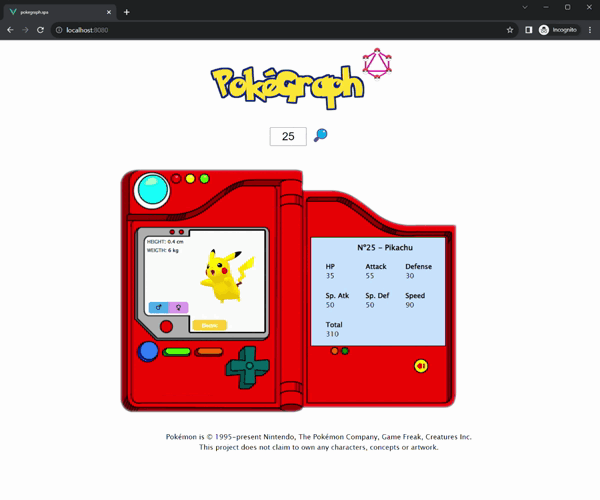 pokegraph.spa
localhost:8080
Incognito
PokéGraph
25
HEIGHT: 0.4 cm
WEIGTH: 6 kg
♂ ♀
N°25 - Pikachu
HP Attack Defense
35 55 30
Sp. Atk Sp. Def Speed
50 50 90
Total
310
Pokémon is © 1995-present Nintendo, The Pokémon Company, Game Freak, Creatures Inc.
This project does not claim to own any characters, concepts or artwork.